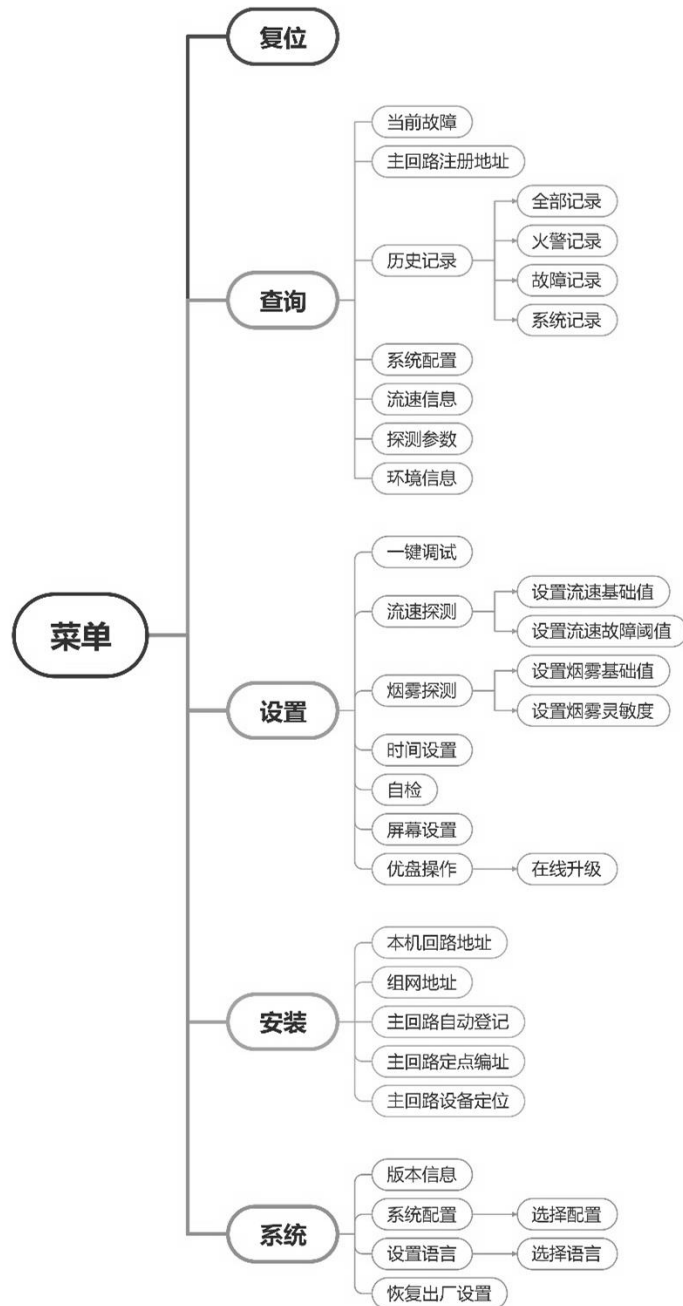 菜单
复位
查询
当前故障
主回路注册地址
历史记录
全部记录
火警记录
故障记录
系统记录
系统配置
流速信息
探测参数
环境信息
设置
一键调试
流速探测
设置流速基础值
设置流速故障阈值
烟雾探测
设置烟雾基础值
设置烟雾灵敏度
时间设置
自检
屏幕设置
优盘操作
在线升级
安装
本机回路地址
组网地址
主回路自动登记
主回路定点编址
主回路设备定位
系统
版本信息
系统配置
选择配置
设置语言
选择语言
恢复出厂设置